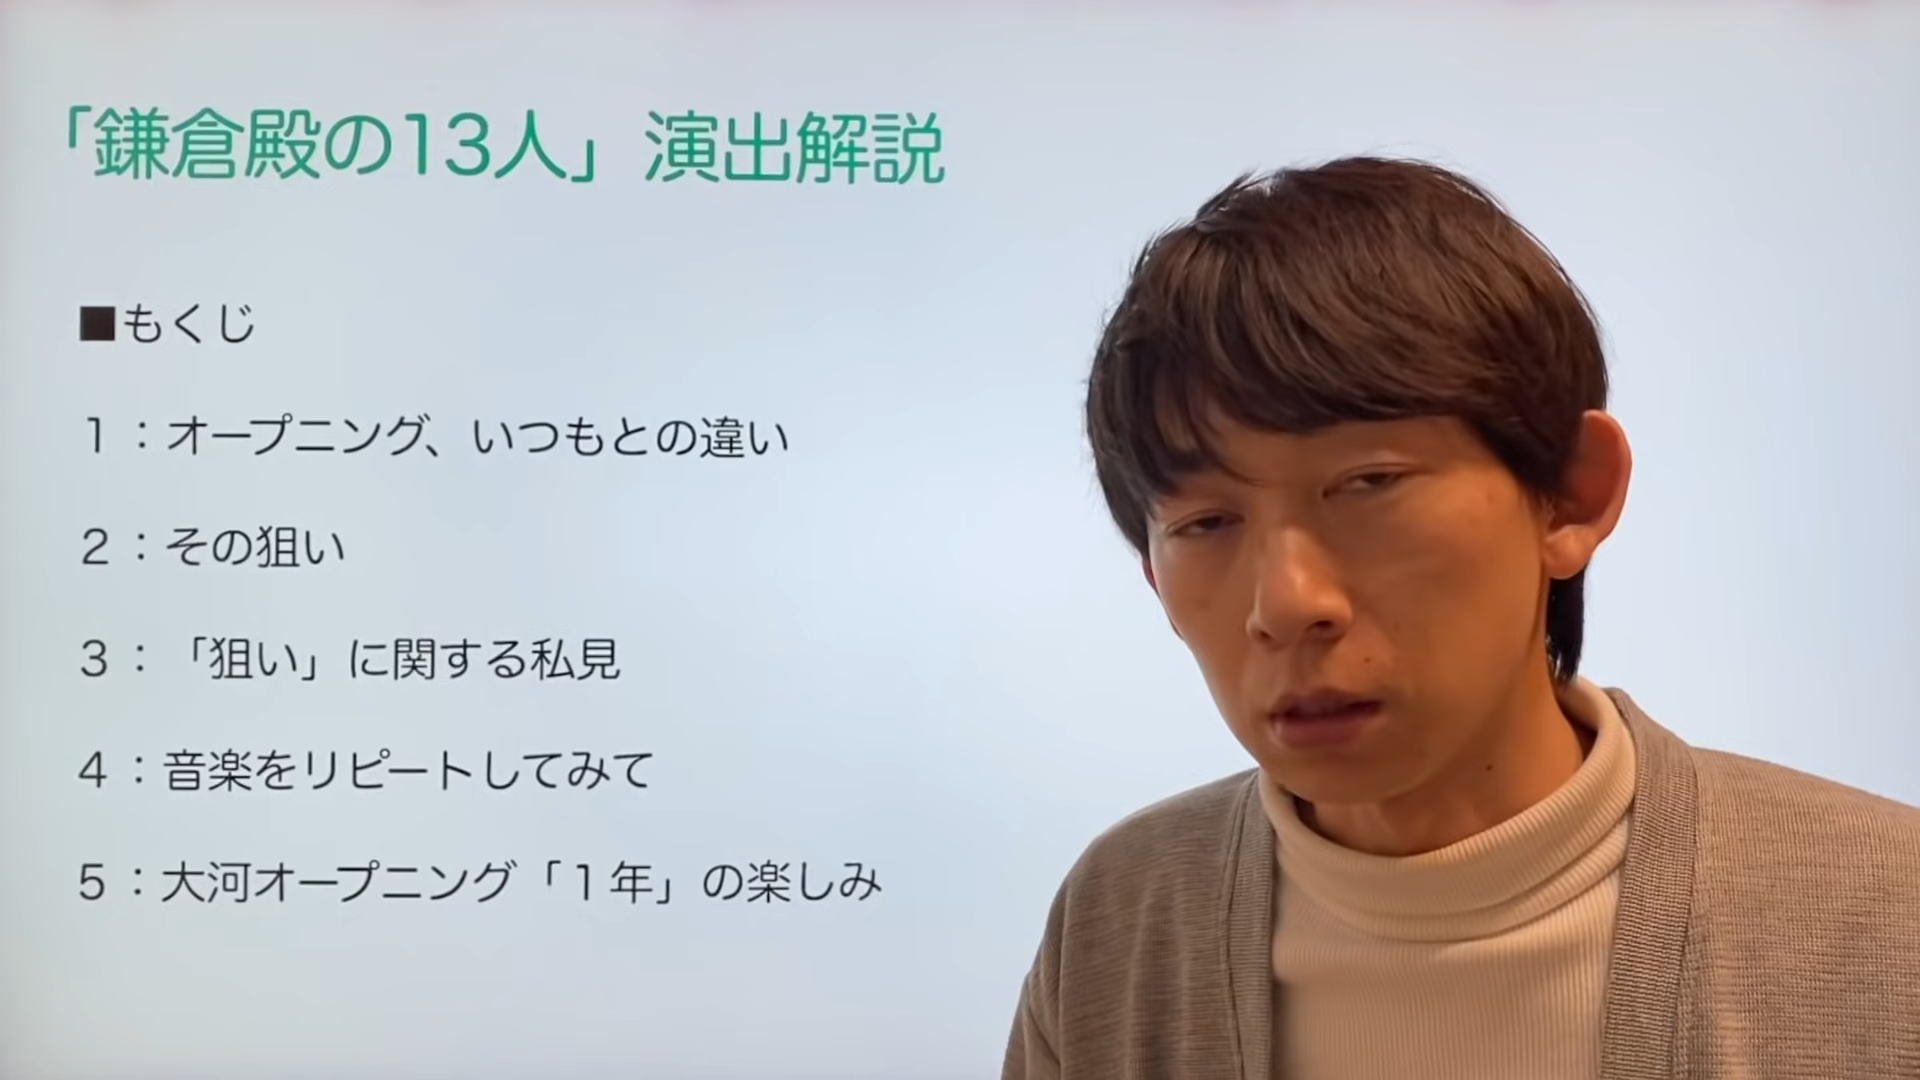 「鎌倉殿の13人」演出解説
■もくじ
1：オープニング、いつもとの違い
2：その狙い
3：「狙い」に関する私見
4：音楽をリピートしてみて
5：大河オープニング「1年」の楽しみ